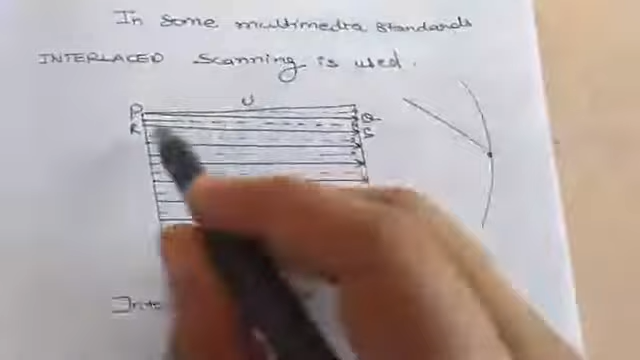 In some multimedia standards
INTERLACED Scanning is used.
U
P
Q
R
S